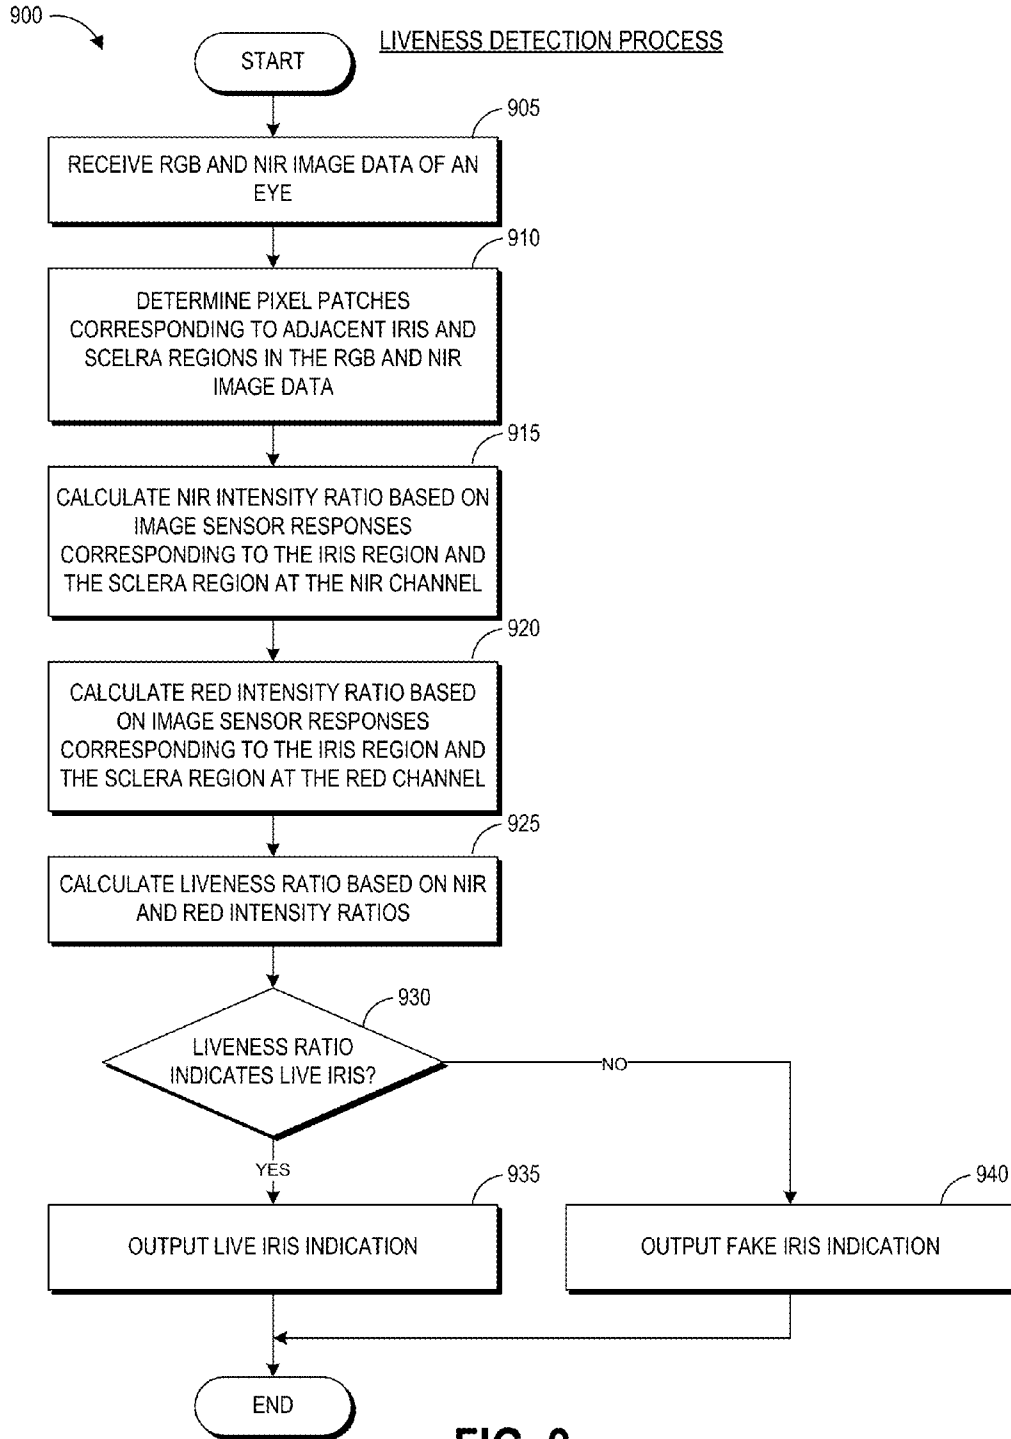 900
LIVENESS DETECTION PROCESS
START
905
RECEIVE RGB AND NIR IMAGE DATA OF AN
EYE
910
DETERMINE PIXEL PATCHES
CORRESPONDING TO ADJACENT IRIS AND
SCELRA REGIONS IN THE RGB AND NIR
IMAGE DATA
915
CALCULATE NIR INTENSITY RATIO BASED ON
IMAGE SENSOR RESPONSES
CORRESPONDING TO THE IRIS REGION AND
THE SCLERA REGION AT THE NIR CHANNEL
920
CALCULATE RED INTENSITY RATIO BASED
ON IMAGE SENSOR RESPONSES
CORRESPONDING TO THE IRIS REGION AND
THE SCLERA REGION AT THE RED CHANNEL
925
CALCULATE LIVENESS RATIO BASED ON NIR
AND RED INTENSITY RATIOS
930
LIVENESS RATIO
INDICATES LIVE IRIS?
NO
YES
935
OUTPUT LIVE IRIS INDICATION
940
OUTPUT FAKE IRIS INDICATION
END
FIG.